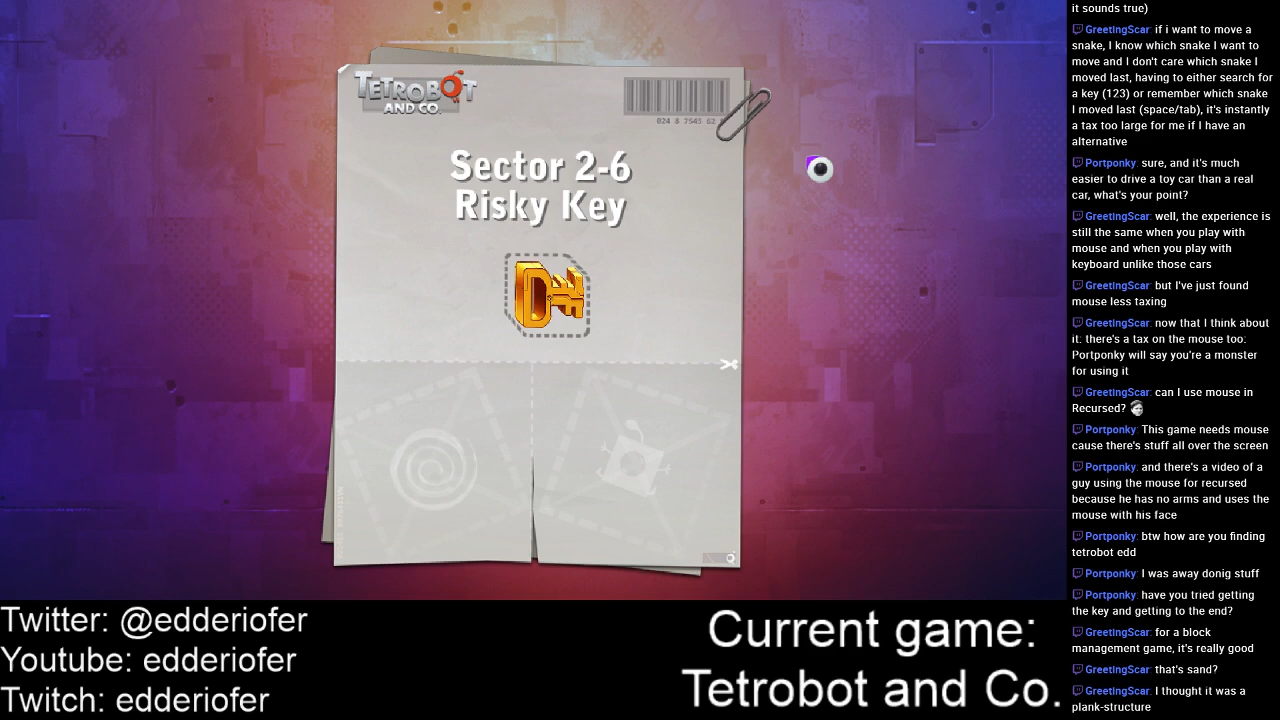 TETROBOT
AND CO.
024 8 7545 62
Sector 2-6
Risky Key
Twitter: @edderiofer
Youtube: edderiofer
Twitch: edderiofer
Current game:
Tetrobot and Co.
it sounds true)
GreetingScar: if i want to move a
snake, I know which snake I want to
move and I don't care which snake I
moved last, having to either search for
a key (123) or remember which snake
I moved last (space/tab), it's instantly
a tax too large for me if I have an
alternative
Portponky: sure, and it's much
easier to drive a toy car than a real
car, what's your point?
GreetingScar: well, the experience is
still the same when you play with
mouse and when you play with
keyboard unlike those cars
GreetingScar: but I've just found
mouse less taxing
GreetingScar: now that I think about
it: there's a tax on the mouse too:
Portponky will say you're a monster
for using it
GreetingScar: can I use mouse in
Recursed?
Portponky: This game needs mouse
cause there's stuff all over the screen
Portponky: and there's a video of a
guy using the mouse for recursed
because he has no arms and uses the
mouse with his face
Portponky: btw how are you finding
tetrobot edd
Portponky: I was away donig stuff
Portponky: have you tried getting
the key and getting to the end?
GreetingScar: for a block
management game, it's really good
GreetingScar: that's sand?
GreetingScar: I thought it was a
plank-structure